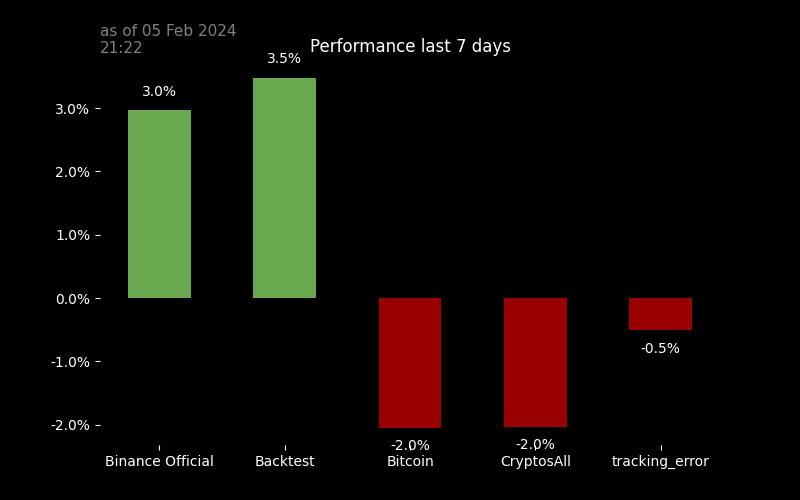 as of 05 Feb 2024
21:22
Performance last 7 days
3.5%
3.0%
3.0%
2.0%
1.0%
0.0%
-1.0%
-2.0%
-0.5%
-2.0%
-2.0%
Binance Official
Backtest
Bitcoin
CryptosAll
tracking_error